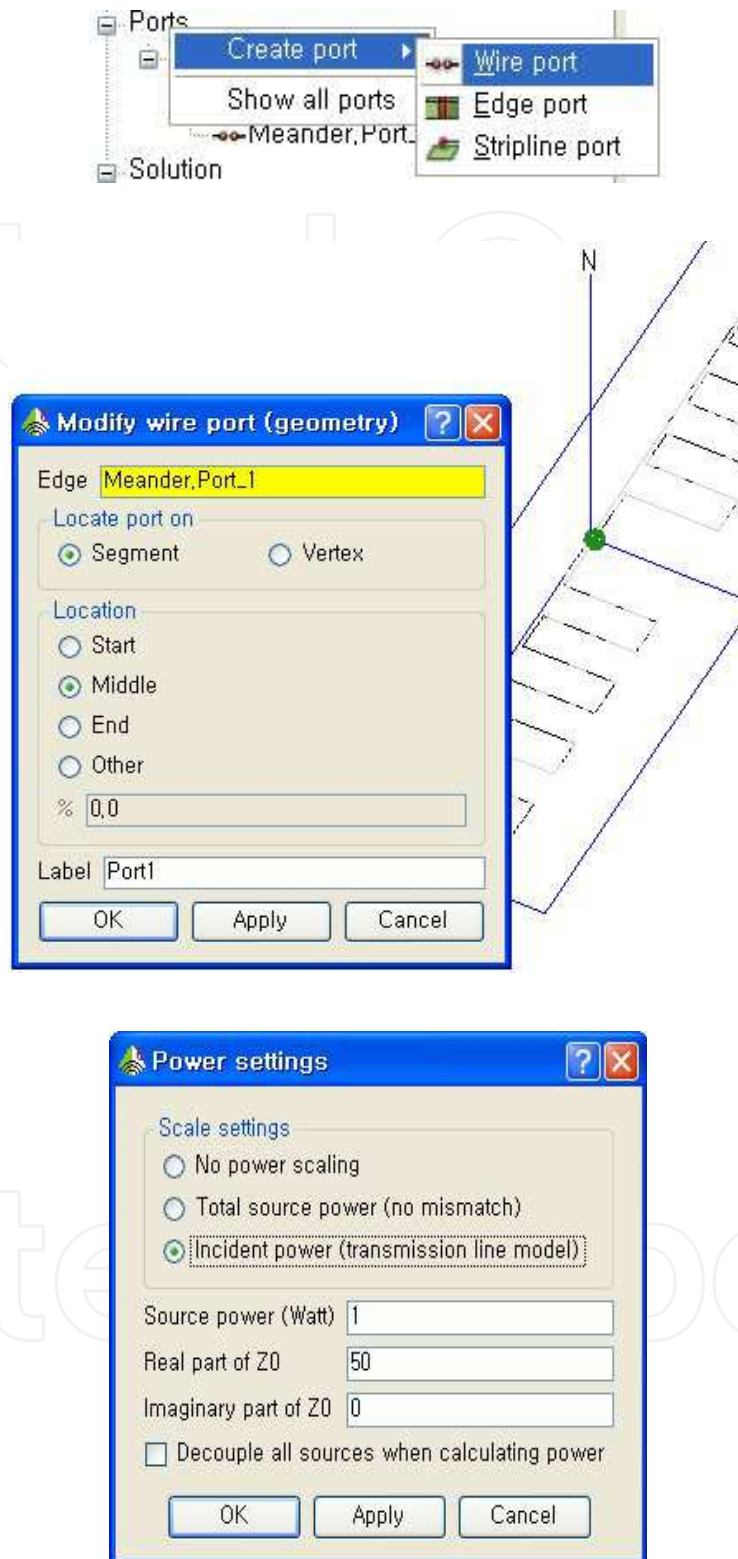 Ports
Create port
Wire port
Show all ports
Edge port
Meander,Port_
Stripline port
Solution
N
Modify wire port (geometry)
Edge Meander,Port_1
Locate port on
Segment Vertex
Location
Start
Middle
End
Other
% 0,0
Label Port1
OK Apply Cancel
Power settings
Scale settings
No power scaling
Total source power (no mismatch)
Incident power (transmission line model)
Source power (Watt) 1
Real part of Z0 50
Imaginary part of Z0 0
Decouple all sources when calculating power
OK Apply Cancel